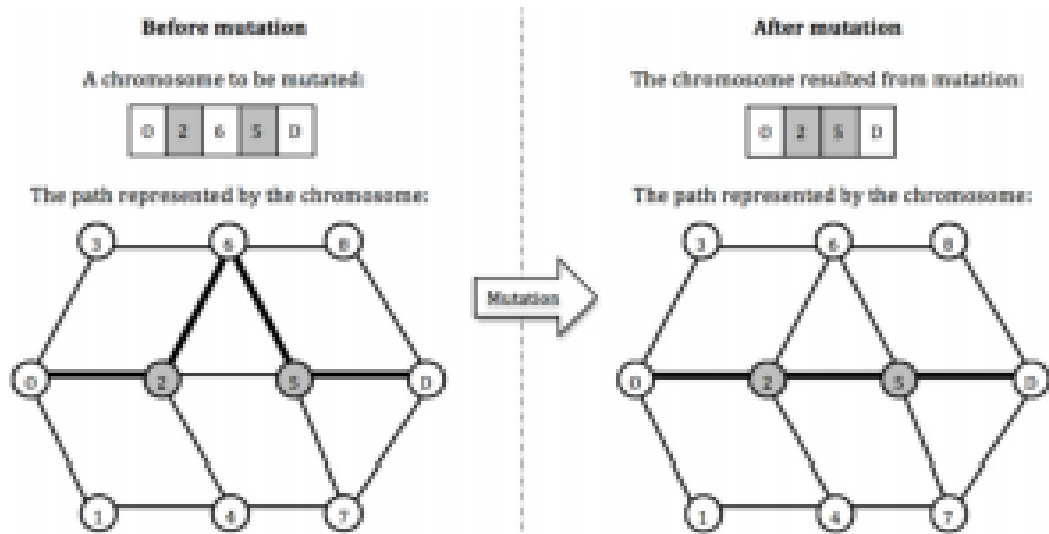 Before mutation
A chromosome to be mutated:
0 2 6 5 D
The path represented by the chromosome:
3 6 8
0 2 5 D
1 4 7
Mutation
After mutation
The chromosome resulted from mutation:
0 2 5 D
The path represented by the chromosome:
3 6 8
0 2 5 D
1 4 7